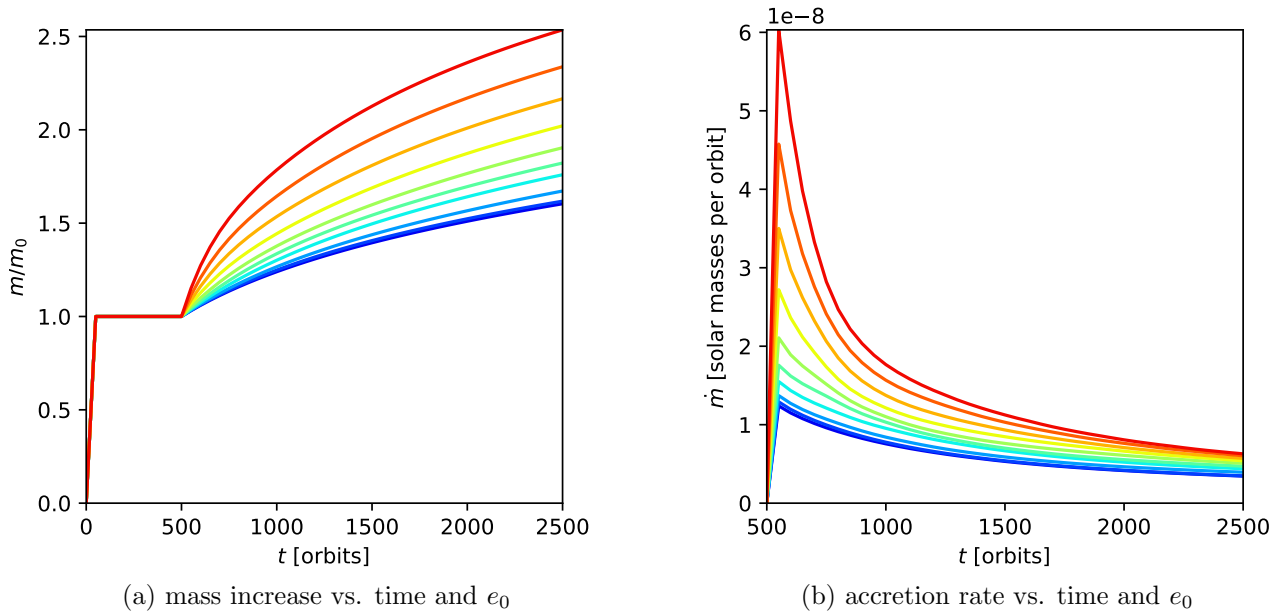 2.5
2.0
1.5
1.0
0.5
0.0
m/m0
0 500 1000 1500 2000 2500
t [orbits]
(a) mass increase vs. time and e0
1e−8
6
5
4
3
2
1
0
ṁ [solar masses per orbit]
500 1000 1500 2000 2500
t [orbits]
(b) accretion rate vs. time and e0